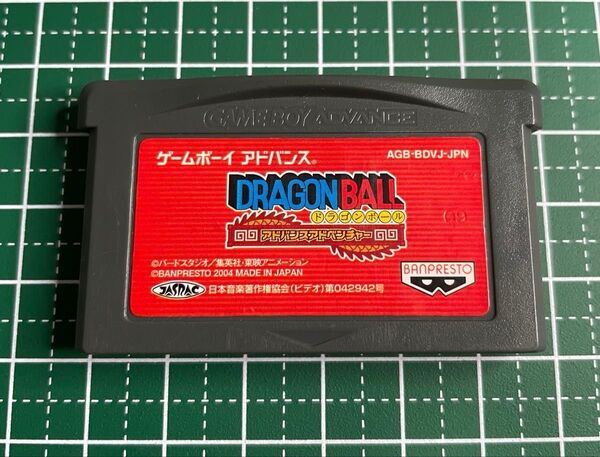 GAME BOY ADVANCE
ゲームボーイ アドバンス® AGB-BDVJ-JPN
DRAGON BALL
ドラゴンボール
アドバンスアドベンチャー
©バードスタジオ/集英社・東映アニメーション
©BANPRESTO 2004 MADE IN JAPAN
BANPRESTO
JASRAC 日本音楽著作権協会(ビデオ)第042942号